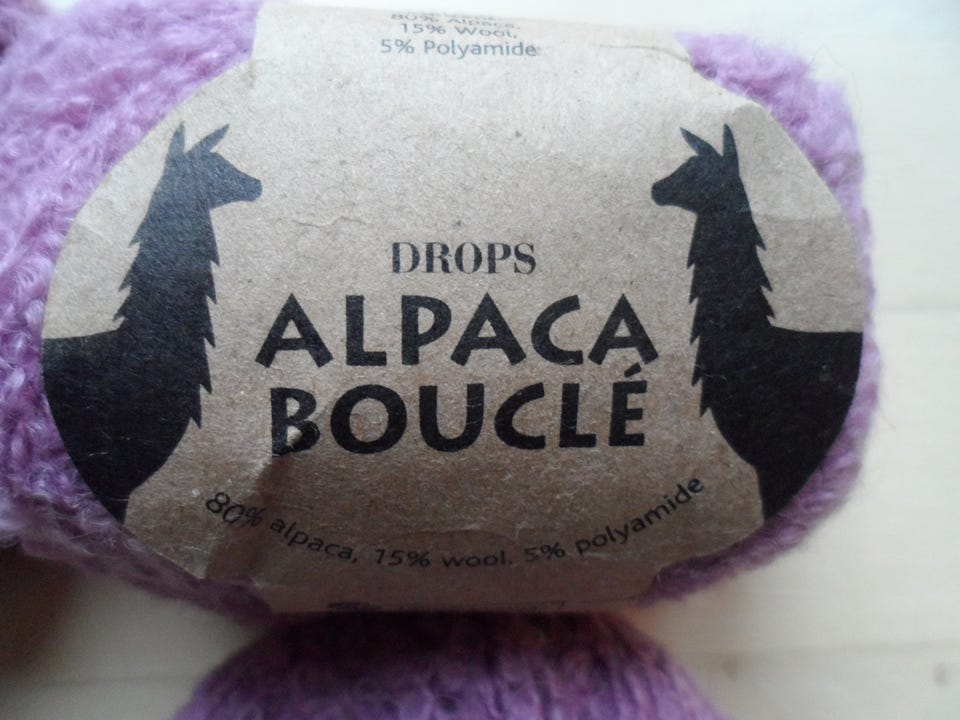 80% Alpaca,
15% Wool,
5% Polyamide
DROPS
ALPACA
BOUCLÉ
80% alpaca, 15% wool, 5% polyamide